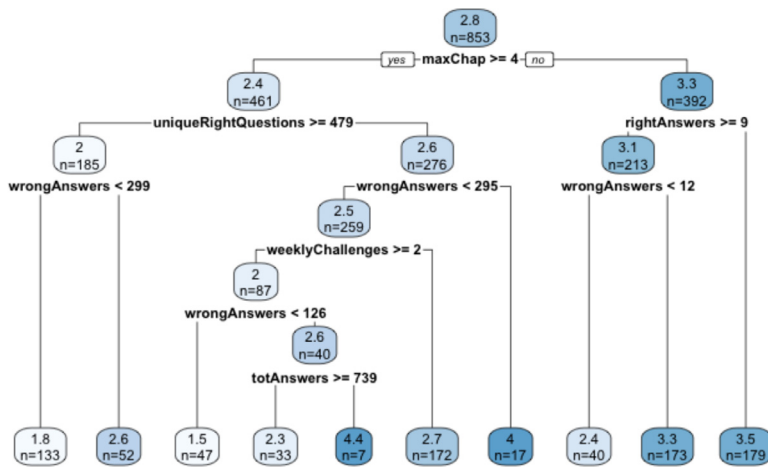 2.8
n=853
yes maxChap >= 4 no
2.4
n=461
3.3
n=392
uniqueRightQuestions >= 479
rightAnswers >= 9
2
n=185
2.6
n=276
3.1
n=213
wrongAnswers < 299
wrongAnswers < 295
wrongAnswers < 12
2.5
n=259
weeklyChallenges >= 2
2
n=87
wrongAnswers < 126
2.6
n=40
totAnswers >= 739
1.8
n=133
2.6
n=52
1.5
n=47
2.3
n=33
4.4
n=7
2.7
n=172
4
n=17
2.4
n=40
3.3
n=173
3.5
n=179